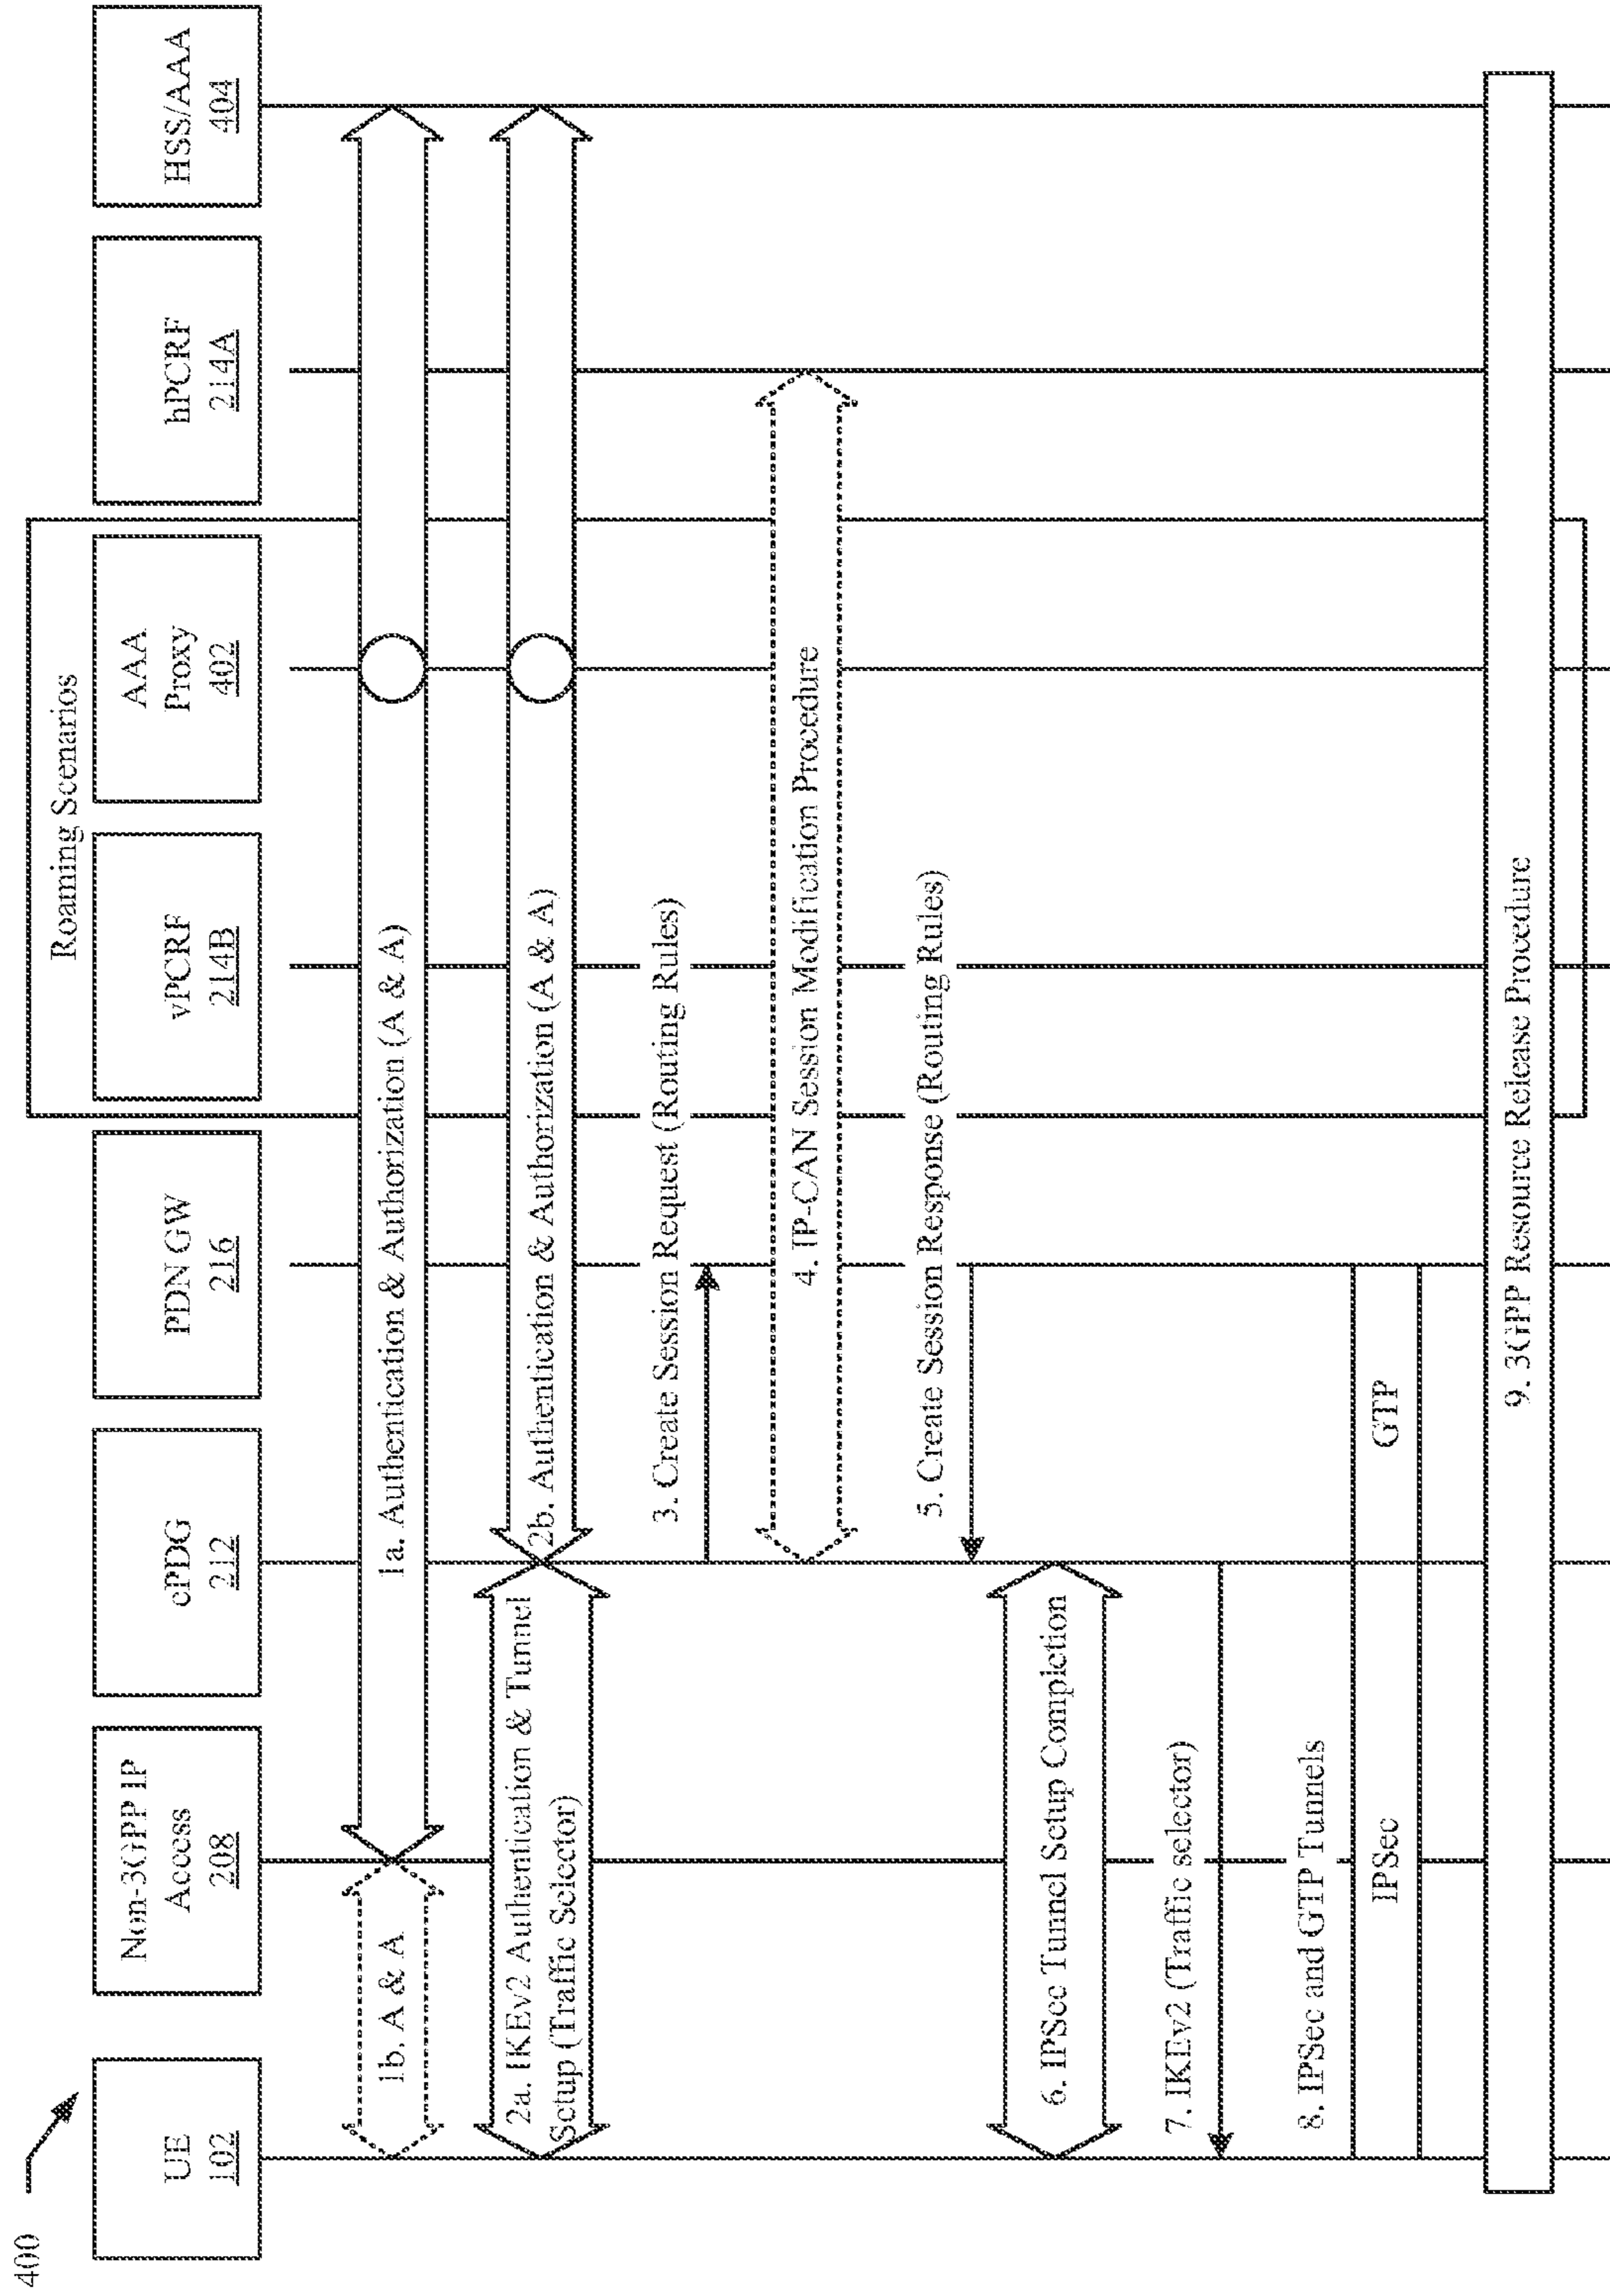 400
Roaming Scenarios
UE
102
Non-3GPP IP
Access
208
ePDG
212
PDN GW
216
vPCRF
214B
AAA
Proxy
402
hPCRF
214A
HSS/AAA
404
1b. A & A
1a. Authentication & Authorization (A & A)
2a. IKEv2 Authentication & Tunnel
Setup (Traffic Selector)
2b. Authentication & Authorization (A & A)
3. Create Session Request (Routing Rules)
4. IP-CAN Session Modification Procedure
5. Create Session Response (Routing Rules)
6. IPSec Tunnel Setup Completion
7. IKEv2 (Traffic selector)
8. IPSec and GTP Tunnels
IPSec
GTP
9. 3GPP Resource Release Procedure